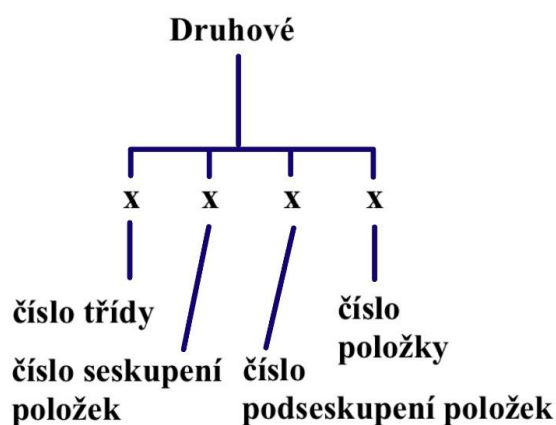 Druhové
x x x x
číslo třídy
číslo seskupení
položek
číslo
podseskupení položek
číslo
položky